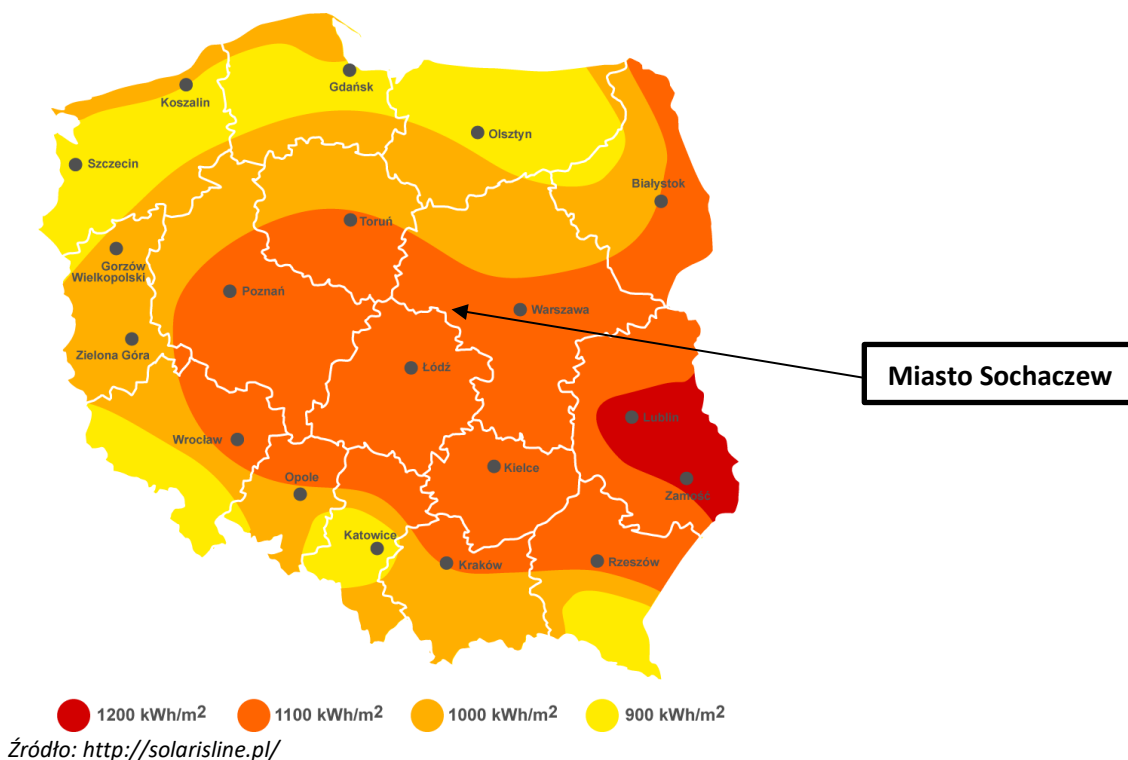 Gdańsk
Koszalin
Olsztyn
Szczecin
Białystok
Toruń
Gorzów
Wielkopolski
Poznań
Warszawa
Zielona Góra
Łódź
Miasto Sochaczew
Lublin
Wrocław
Kielce
Opole
Zamość
Katowice
Kraków
Rzeszów
1200 kWh/m² 1100 kWh/m² 1000 kWh/m² 900 kWh/m²
Źródło: http://solarisline.pl/